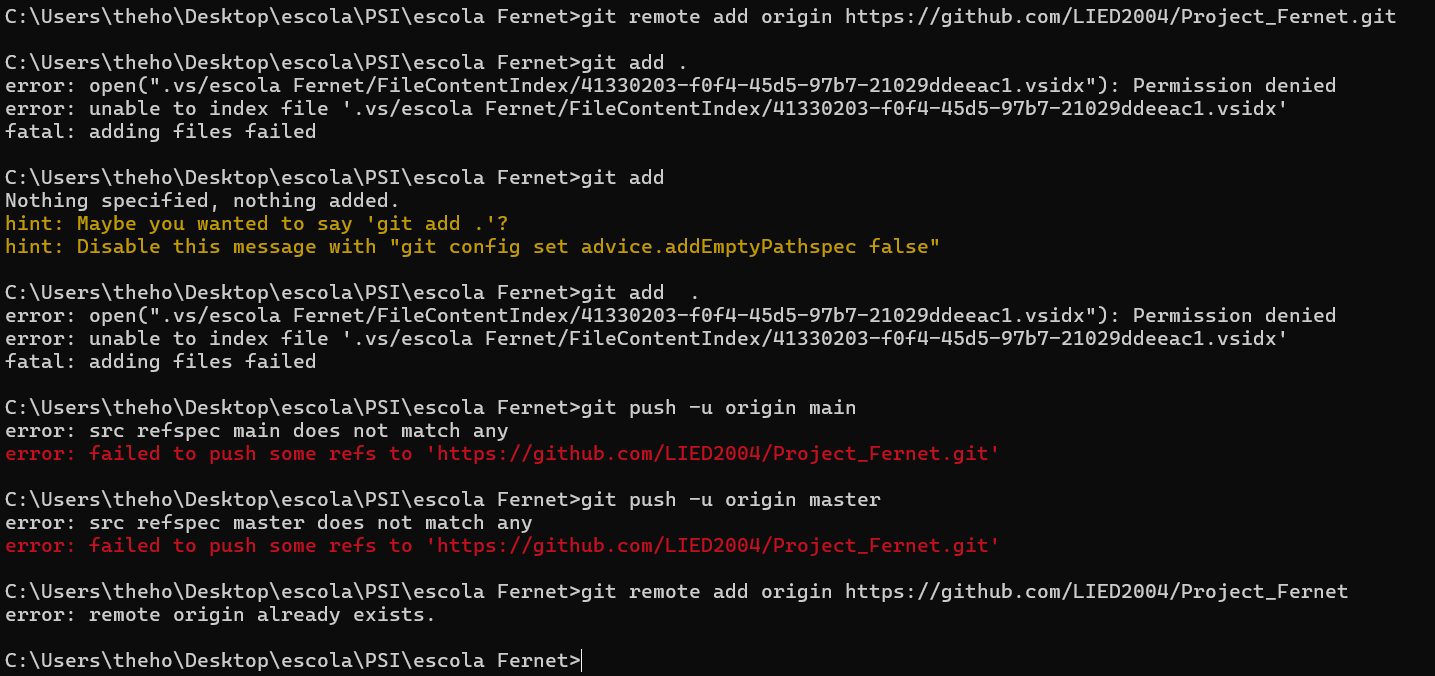 C:\Users\theho\Desktop\escola\PSI\escola Fernet>git remote add origin https://github.com/LIED2004/Project_Fernet.git
C:\Users\theho\Desktop\escola\PSI\escola Fernet>git add .
error: open(".vs/escola Fernet/FileContentIndex/41330203-f0f4-45d5-97b7-21029ddeeac1.vsidx"): Permission denied
error: unable to index file '.vs/escola Fernet/FileContentIndex/41330203-f0f4-45d5-97b7-21029ddeeac1.vsidx'
fatal: adding files failed
C:\Users\theho\Desktop\escola\PSI\escola Fernet>git add
Nothing specified, nothing added.
hint: Maybe you wanted to say 'git add .'?
hint: Disable this message with "git config set advice.addEmptyPathspec false"
C:\Users\theho\Desktop\escola\PSI\escola Fernet>git add  .
error: open(".vs/escola Fernet/FileContentIndex/41330203-f0f4-45d5-97b7-21029ddeeac1.vsidx"): Permission denied
error: unable to index file '.vs/escola Fernet/FileContentIndex/41330203-f0f4-45d5-97b7-21029ddeeac1.vsidx'
fatal: adding files failed
C:\Users\theho\Desktop\escola\PSI\escola Fernet>git push -u origin main
error: src refspec main does not match any
error: failed to push some refs to 'https://github.com/LIED2004/Project_Fernet.git'
C:\Users\theho\Desktop\escola\PSI\escola Fernet>git push -u origin master
error: src refspec master does not match any
error: failed to push some refs to 'https://github.com/LIED2004/Project_Fernet.git'
C:\Users\theho\Desktop\escola\PSI\escola Fernet>git remote add origin https://github.com/LIED2004/Project_Fernet
error: remote origin already exists.
C:\Users\theho\Desktop\escola\PSI\escola Fernet>